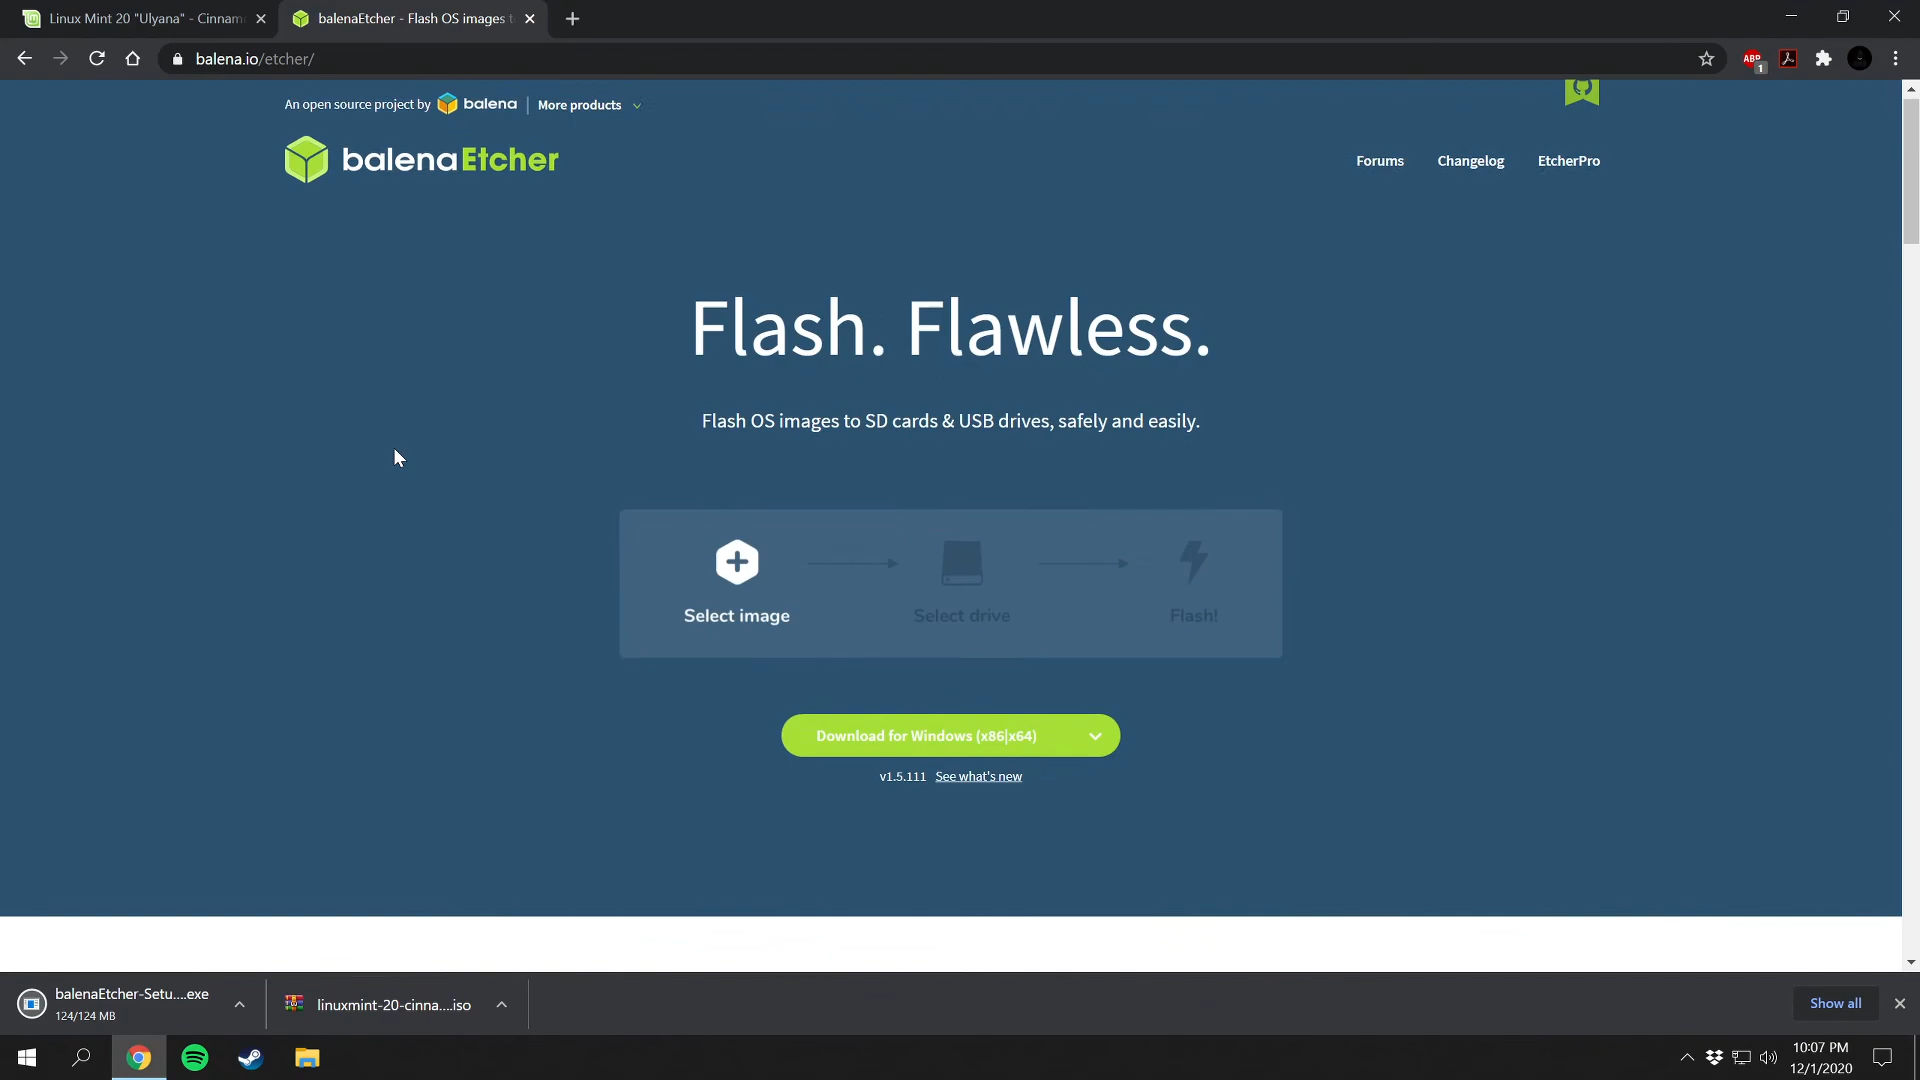 Linux Mint 20 "Ulyana" - Cinnam
balenaEtcher - Flash OS images t
balena.io/etcher/
ABP
1
An open source project by balena More products
balenaEtcher
Forums Changelog EtcherPro
Flash. Flawless.
Flash OS images to SD cards & USB drives, safely and easily.
Select image Select drive Flash!
Download for Windows (x86|x64)
v1.5.111 See what's new
balenaEtcher-Setu....exe
124/124 MB
linuxmint-20-cinna....iso
Show all
10:07 PM
12/1/2020